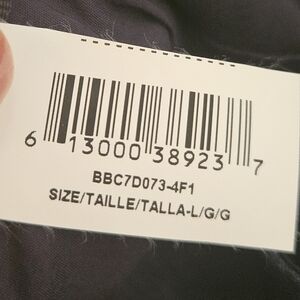 6 13000 38923 7
BBC7D073-4F1
SIZE/TAILLE/TALLA-L/G/G